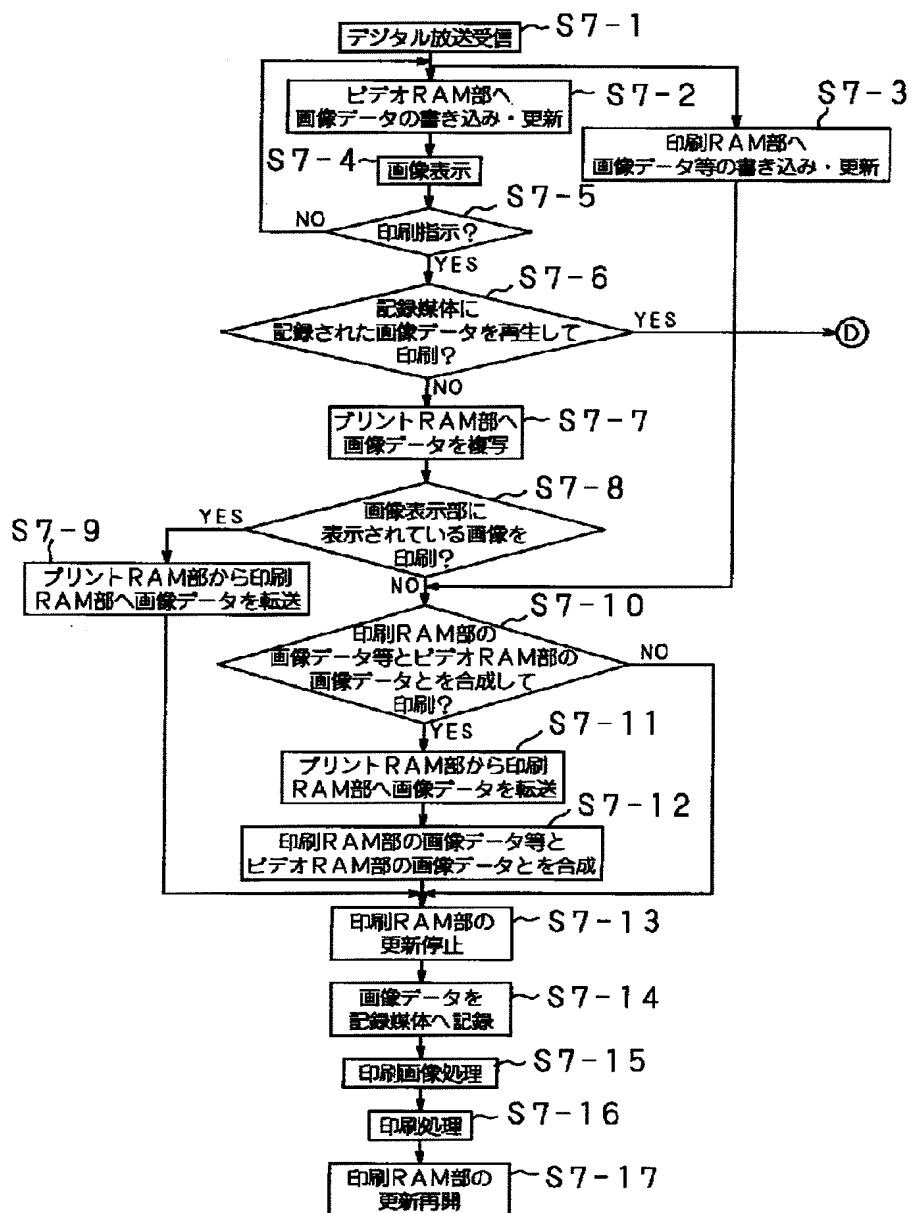 デジタル放送受信
S7-1
ビデオRAM部へ
画像データの書き込み・更新
S7-2
S7-3
印刷RAM部へ
画像データ等の書き込み・更新
S7-4
画像表示
S7-5
NO
印刷指示?
YES
S7-6
記録媒体に
記録された画像データを再生して
印刷?
YES
D
NO
プリントRAM部へ
画像データを複写
S7-7
S7-8
画像表示部に
表示されている画像を
印刷?
YES
S7-9
プリントRAM部から印刷
RAM部へ画像データを転送
NO
S7-10
印刷RAM部の
画像データ等とビデオRAM部の
画像データとを合成して
印刷?
NO
YES
S7-11
プリントRAM部から印刷
RAM部へ画像データを転送
S7-12
印刷RAM部の画像データ等と
ビデオRAM部の画像データとを合成
印刷RAM部の
更新停止
S7-13
画像データを
記録媒体へ記録
S7-14
印刷画像処理
S7-15
印刷処理
S7-16
印刷RAM部の
更新再開
S7-17